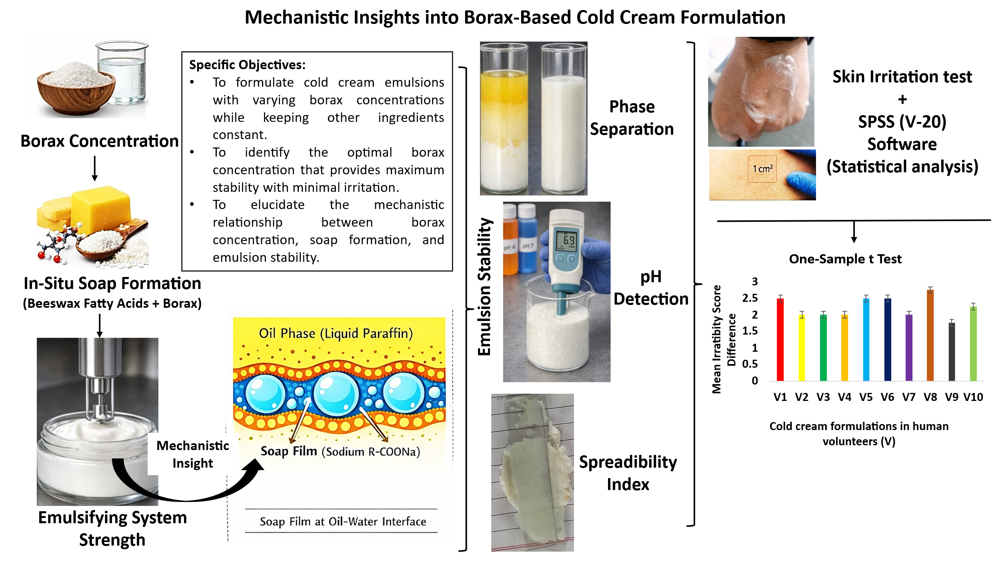 Mechanistic Insights into Borax-Based Cold Cream Formulation
Borax Concentration
In-Situ Soap Formation
(Beeswax Fatty Acids + Borax)
Emulsifying System
Strength
Mechanistic
Insight
Specific Objectives:
• To formulate cold cream emulsions
with varying borax concentrations
while keeping other ingredients
constant.
• To identify the optimal borax
concentration that provides maximum
stability with minimal irritation.
• To elucidate the mechanistic
relationship between borax
concentration, soap formation, and
emulsion stability.
Oil Phase (Liquid Paraffin)
Soap Film (Sodium R-COONa)
Soap Film at Oil-Water Interface
Emulsion Stability
Phase
Separation
pH 4
pH 7
pH
6.9
HOLD
pH
Detection
Spreadibility
Index
1 cm²
Skin Irritation test
+
SPSS (V-20)
Software
(Statistical analysis)
One-Sample t Test
Mean Irratibity Score
Difference
3
2.5
2
1.5
1
0.5
0
V1 V2 V3 V4 V5 V6 V7 V8 V9 V10
Cold cream formulations in human
volunteers (V)